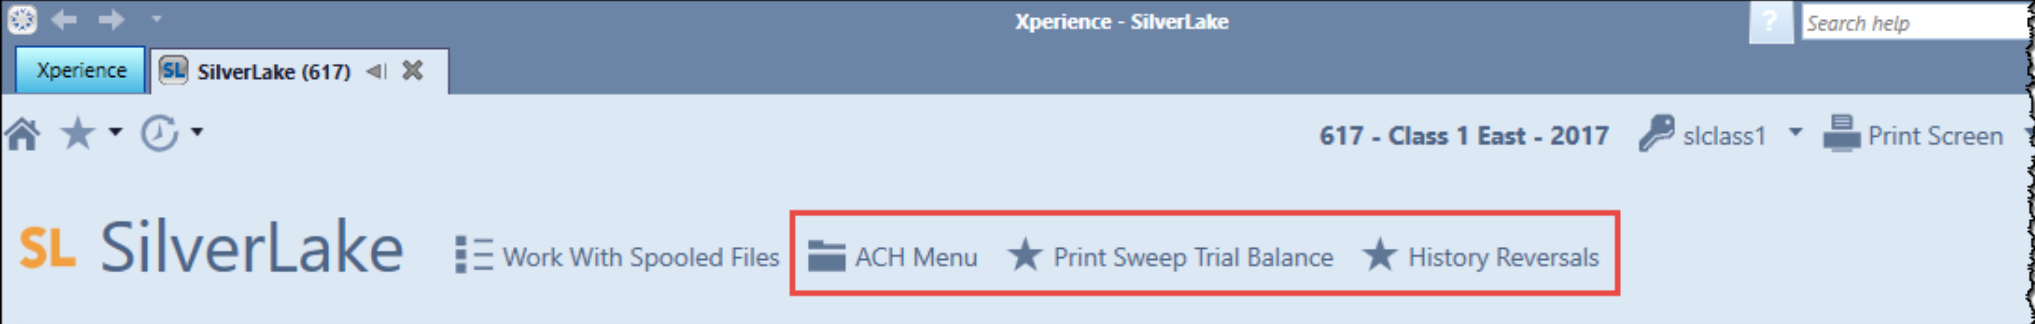 Xperience - SilverLake
?
Search help
Xperience
SL SilverLake (617)
617 - Class 1 East - 2017
slclass1
Print Screen
SL SilverLake
Work With Spooled Files
ACH Menu
Print Sweep Trial Balance
History Reversals